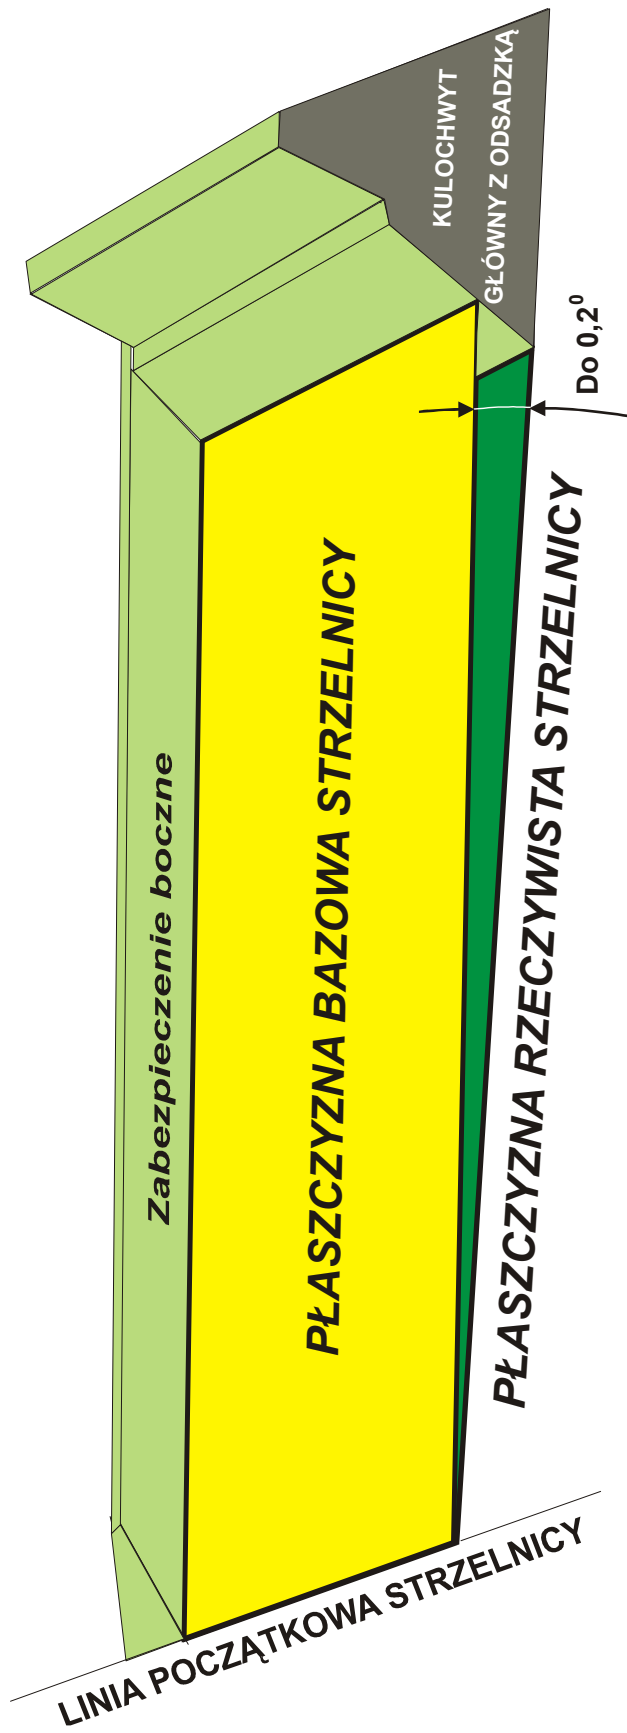 KULOCHWYT
GŁÓWNY Z ODSADZKĄ
Do 0,2⁰
Zabezpieczenie boczne
PŁASZCZYZNA BAZOWA STRZELNICY
PŁASZCZYZNA RZECZYWISTA STRZELNICY
LINIA POCZĄTKOWA STRZELNICY